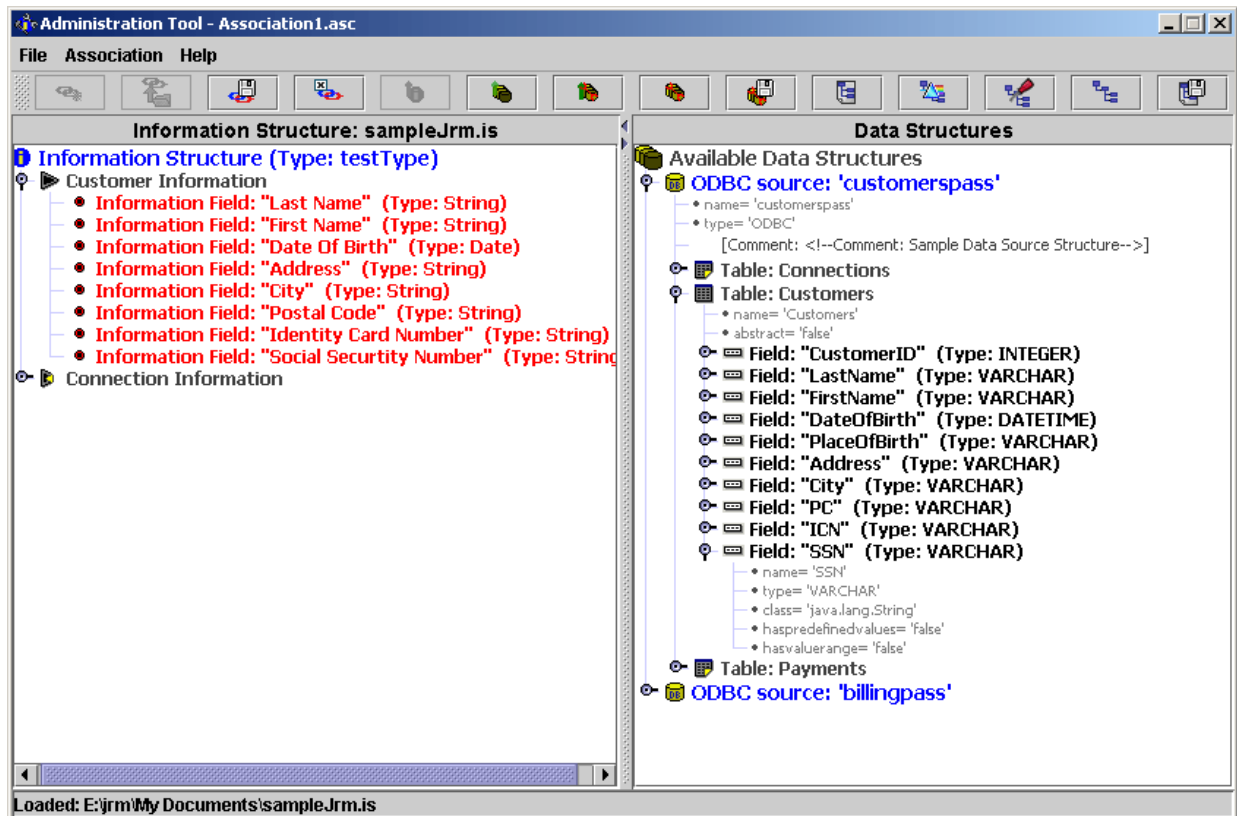 Administration Tool - Association1.asc
File Association Help
Information Structure: sampleJrm.is
Information Structure (Type: testType)
Customer Information
Information Field: "Last Name" (Type: String)
Information Field: "First Name" (Type: String)
Information Field: "Date Of Birth" (Type: Date)
Information Field: "Address" (Type: String)
Information Field: "City" (Type: String)
Information Field: "Postal Code" (Type: String)
Information Field: "Identity Card Number" (Type: String)
Information Field: "Social Securtity Number" (Type: String
Connection Information
Data Structures
Available Data Structures
ODBC source: 'customerspass'
name= 'customerspass'
type= 'ODBC'
[Comment: <!--Comment: Sample Data Source Structure-->]
Table: Connections
Table: Customers
name= 'Customers'
abstract= 'false'
Field: "CustomerID" (Type: INTEGER)
Field: "LastName" (Type: VARCHAR)
Field: "FirstName" (Type: VARCHAR)
Field: "DateOfBirth" (Type: DATETIME)
Field: "PlaceOfBirth" (Type: VARCHAR)
Field: "Address" (Type: VARCHAR)
Field: "City" (Type: VARCHAR)
Field: "PC" (Type: VARCHAR)
Field: "ICN" (Type: VARCHAR)
Field: "SSN" (Type: VARCHAR)
name= 'SSN'
type= 'VARCHAR'
class= 'java.lang.String'
haspredefinedvalues= 'false'
hasvaluerange= 'false'
Table: Payments
ODBC source: 'billingpass'
Loaded: E:\jrm\My Documents\sampleJrm.is